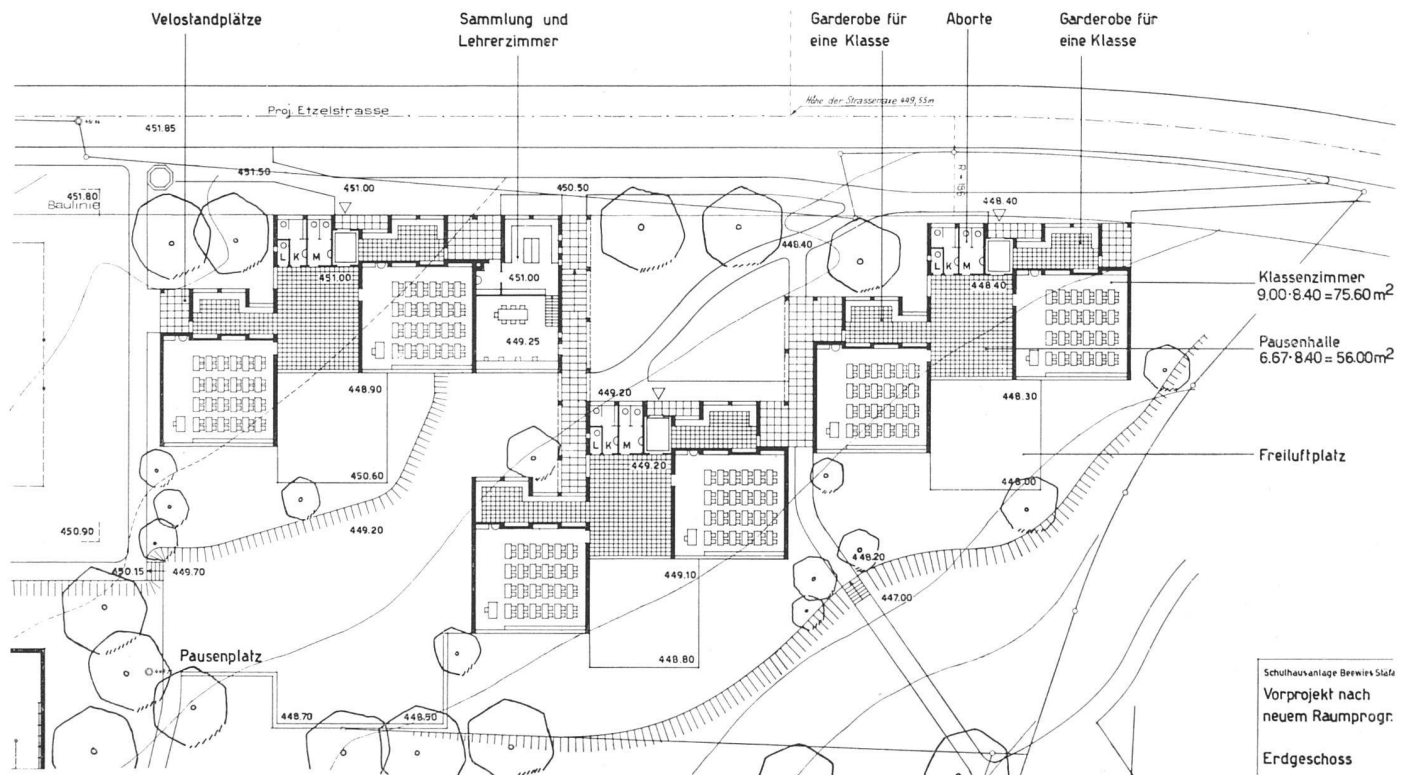 Velostandplätze
Sammlung und
Lehrerzimmer
Garderobe für
eine Klasse
Aborte
Garderobe für
eine Klasse
Proj. Etzelstrasse
Höhe der Strassenaxe 449,55m
451.85
451.50
451.80
Baulinie
451.00
450.50
448.40
448.40
L K M
451.00
451.00
449.25
L K M
448.40
Klassenzimmer
9.00·8.40 = 75.60 m²
Pausenhalle
6.67·8.40 = 56.00 m²
448.90
449.20
448.30
L K M
449.20
Freiluftplatz
450.60
448.00
450.90
449.20
448.20
450.15
449.70
449.10
447.00
Pausenplatz
448.80
448.70
448.50
Schulhausanlage Beewies Stäfa
Vorprojekt nach
neuem Raumprogr.
Erdgeschoss